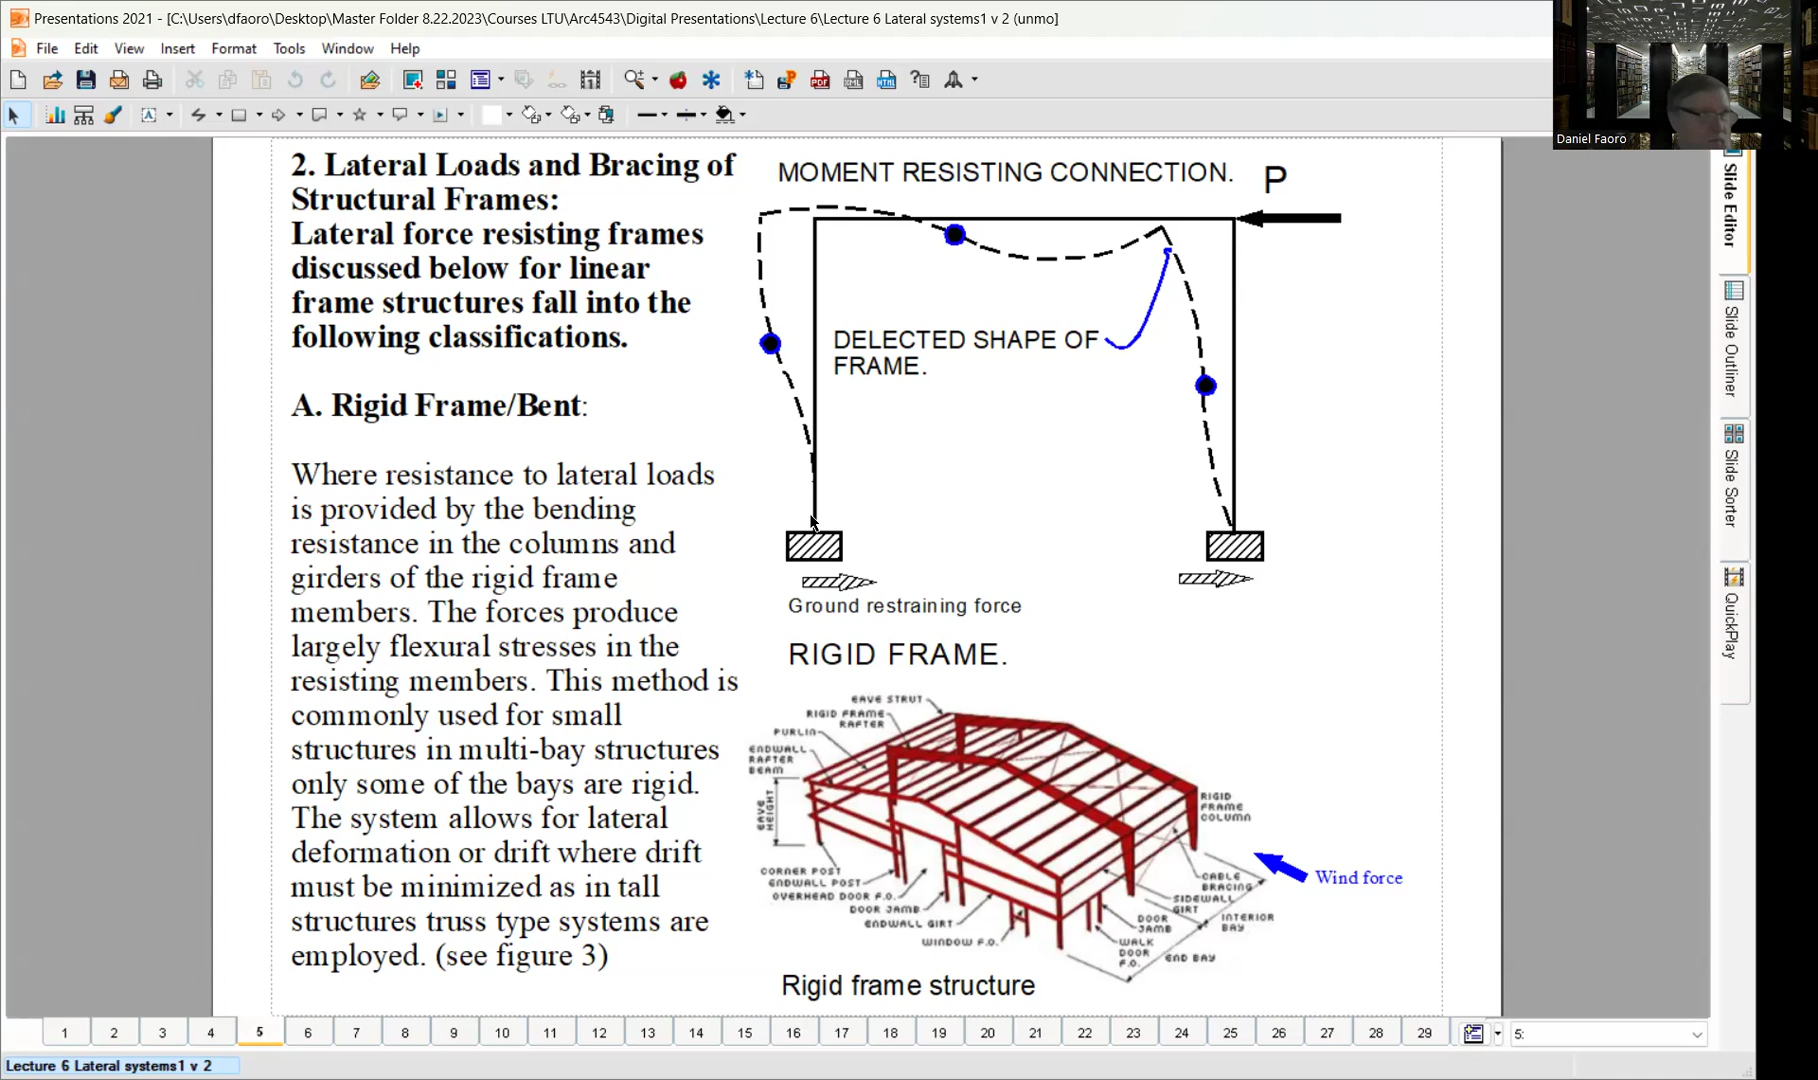 Presentations 2021 - [C:\Users\dfaoro\Desktop\Master Folder 8.22.2023\Courses LTU\Arc4543\Digital Presentations\Lecture 6\Lecture 6 Lateral systems1 v 2 (unmo)
File Edit View Insert Format Tools Window Help
Daniel Faoro
2. Lateral Loads and Bracing of
Structural Frames:
Lateral force resisting frames
discussed below for linear
frame structures fall into the
following classifications.
A. Rigid Frame/Bent:
Where resistance to lateral loads
is provided by the bending
resistance in the columns and
girders of the rigid frame
members. The forces produce
largely flexural stresses in the
resisting members. This method is
commonly used for small
structures in multi-bay structures
only some of the bays are rigid.
The system allows for lateral
deformation or drift where drift
must be minimized as in tall
structures truss type systems are
employed. (see figure 3)
MOMENT RESISTING CONNECTION.
P
DELECTED SHAPE OF
FRAME.
Ground restraining force
RIGID FRAME.
EAVE STRUT
RIGID FRAME
RAFTER
PURLIN
ENDWALL
RAFTER
BEAM
EAVE
HEIGHT
RIGID
FRAME
COLUMN
CORNER POST
ENDWALL POST
OVERHEAD DOOR F.O.
DOOR JAMB
ENDWALL GIRT
WINDOW F.O.
CABLE
BRACING
SIDEWALL
GIRT
DOOR
JAMB
WALK
DOOR
F.O.
INTERIOR
BAY
END BAY
Wind force
Rigid frame structure
Slide Editor
Slide Outliner
Slide Sorter
QuickPlay
1 2 3 4 5 6 7 8 9 10 11 12 13 14 15 16 17 18 19 20 21 22 23 24 25 26 27 28 29
5:
Lecture 6 Lateral systems1 v 2